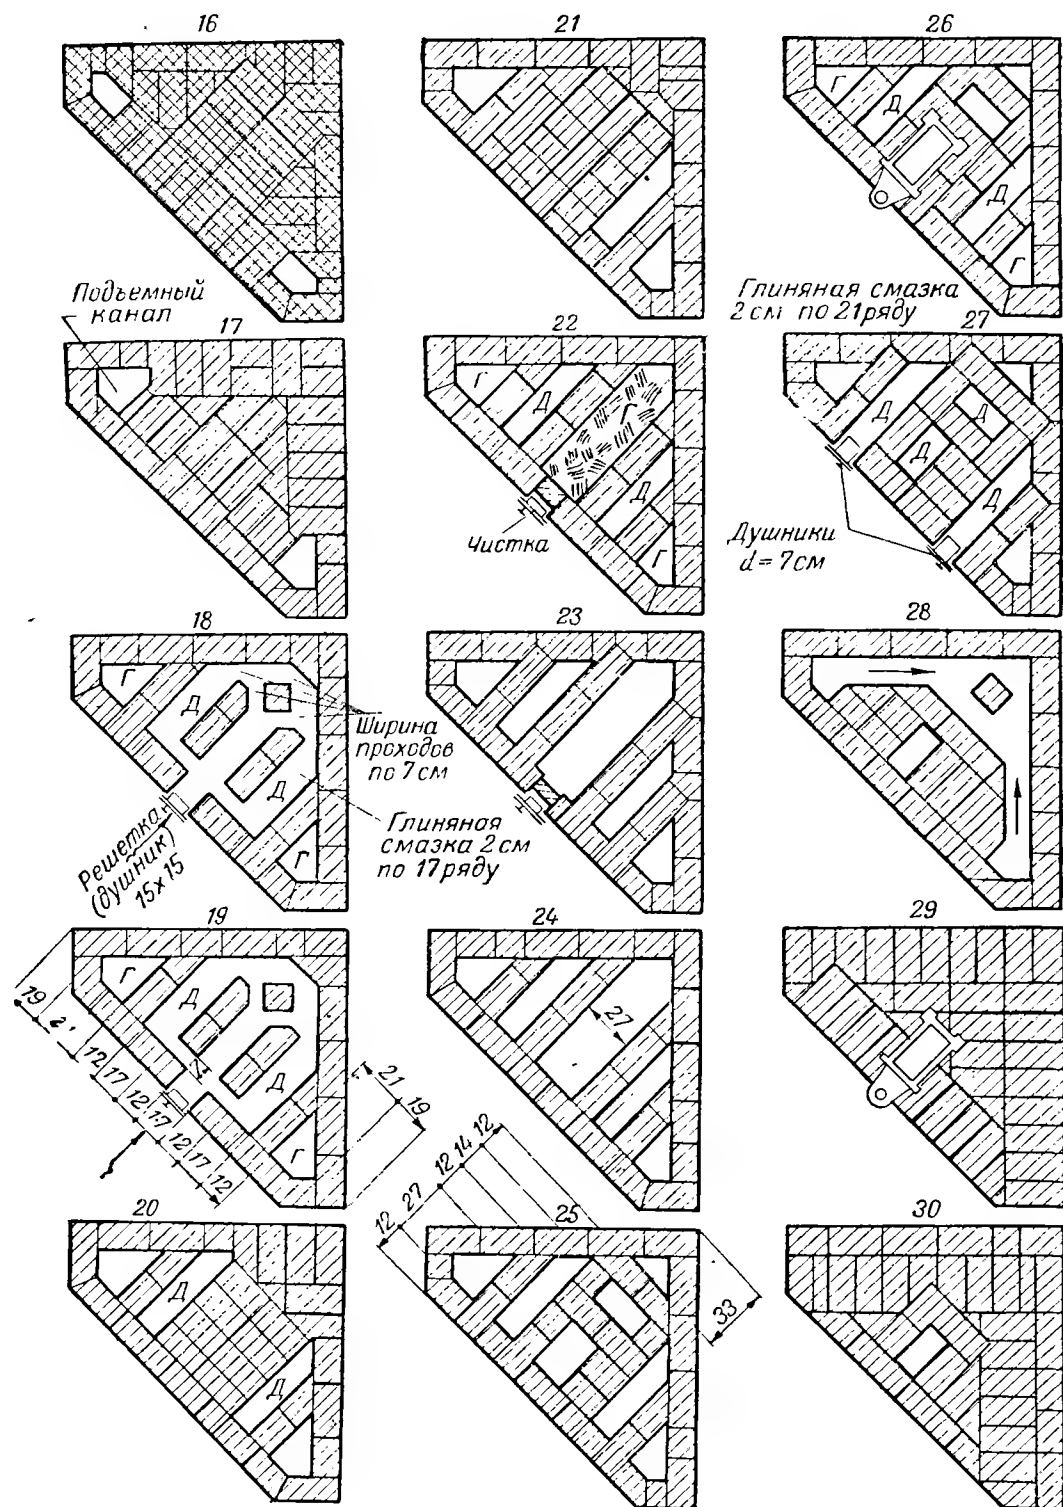 16
21
26
Г
Д
Д
Г
Подъемный
канал
Глиняная смазка
2 см по 21 ряду
17
22
27
Г
Д
Д
Г
Чистка
Д
Д
Д
Д
Душники
d = 7см
18
23
28
Г
Д
Д
Г
Ширина
проходов
по 7 см
Решетка
(душник)
15×15
Глиняная
смазка 2 см
по 17 ряду
19
24
29
Г
Д
Д
Г
19
12
17
12
17
12
17
12
21
19
27
20
25
30
Д
Д
12
27
12
14
12
33